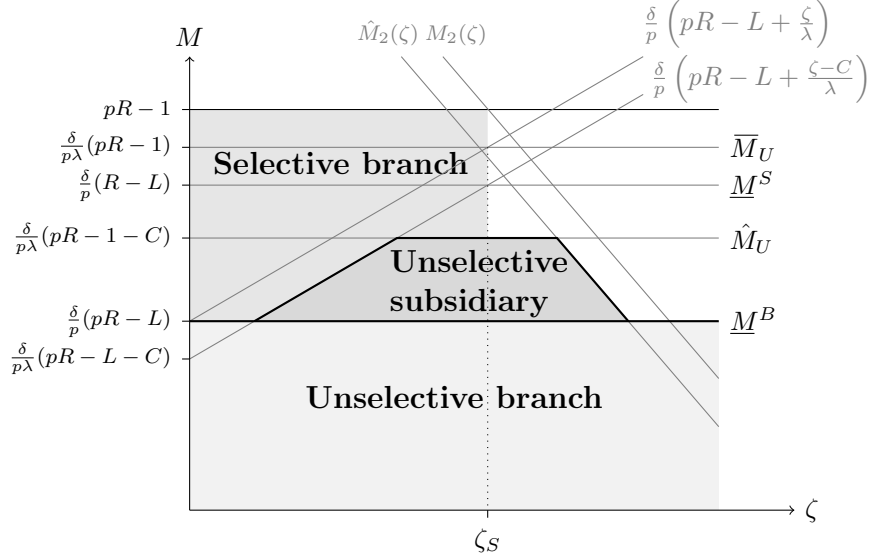 M
M̂₂(ζ) M₂(ζ)
δ/p (pR − L + ζ/λ)
δ/p (pR − L + (ζ−C)/λ)
pR − 1
δ/pλ (pR − 1)
M̅_U
Selective branch
δ/p (R − L)
M̲^S
δ/pλ (pR − 1 − C)
M̂_U
Unselective
subsidiary
δ/p (pR − L)
M̲^B
δ/pλ (pR − L − C)
Unselective branch
ζ
ζ_S